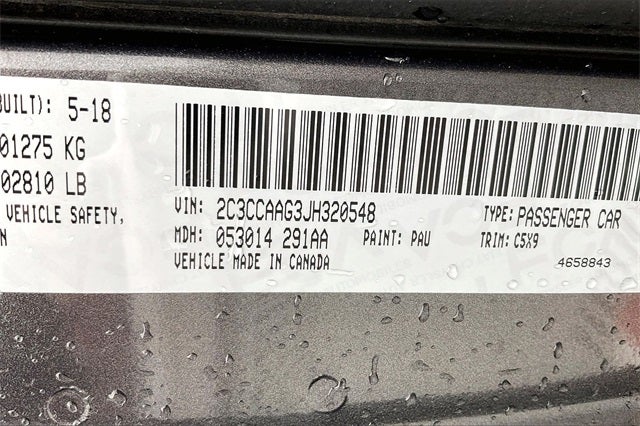 BUILT): 5-18
01275 KG
02810 LB
VEHICLE SAFETY,
N
VIN: 2C3CCAAG3JH320548 TYPE: PASSENGER CAR
MDH: 053014 291AA PAINT: PAU TRIM: C5X9
VEHICLE MADE IN CANADA 4658843